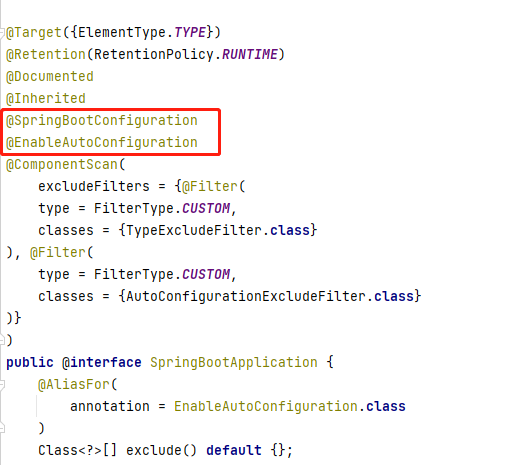 @Target({ElementType.TYPE})
@Retention(RetentionPolicy.RUNTIME)
@Documented
@Inherited
@SpringBootConfiguration
@EnableAutoConfiguration
@ComponentScan(
    excludeFilters = {@Filter(
    type = FilterType.CUSTOM,
    classes = {TypeExcludeFilter.class}
), @Filter(
    type = FilterType.CUSTOM,
    classes = {AutoConfigurationExcludeFilter.class}
)}
)
public @interface SpringBootApplication {
    @AliasFor(
        annotation = EnableAutoConfiguration.class
    )
    Class<?>[] exclude() default {};